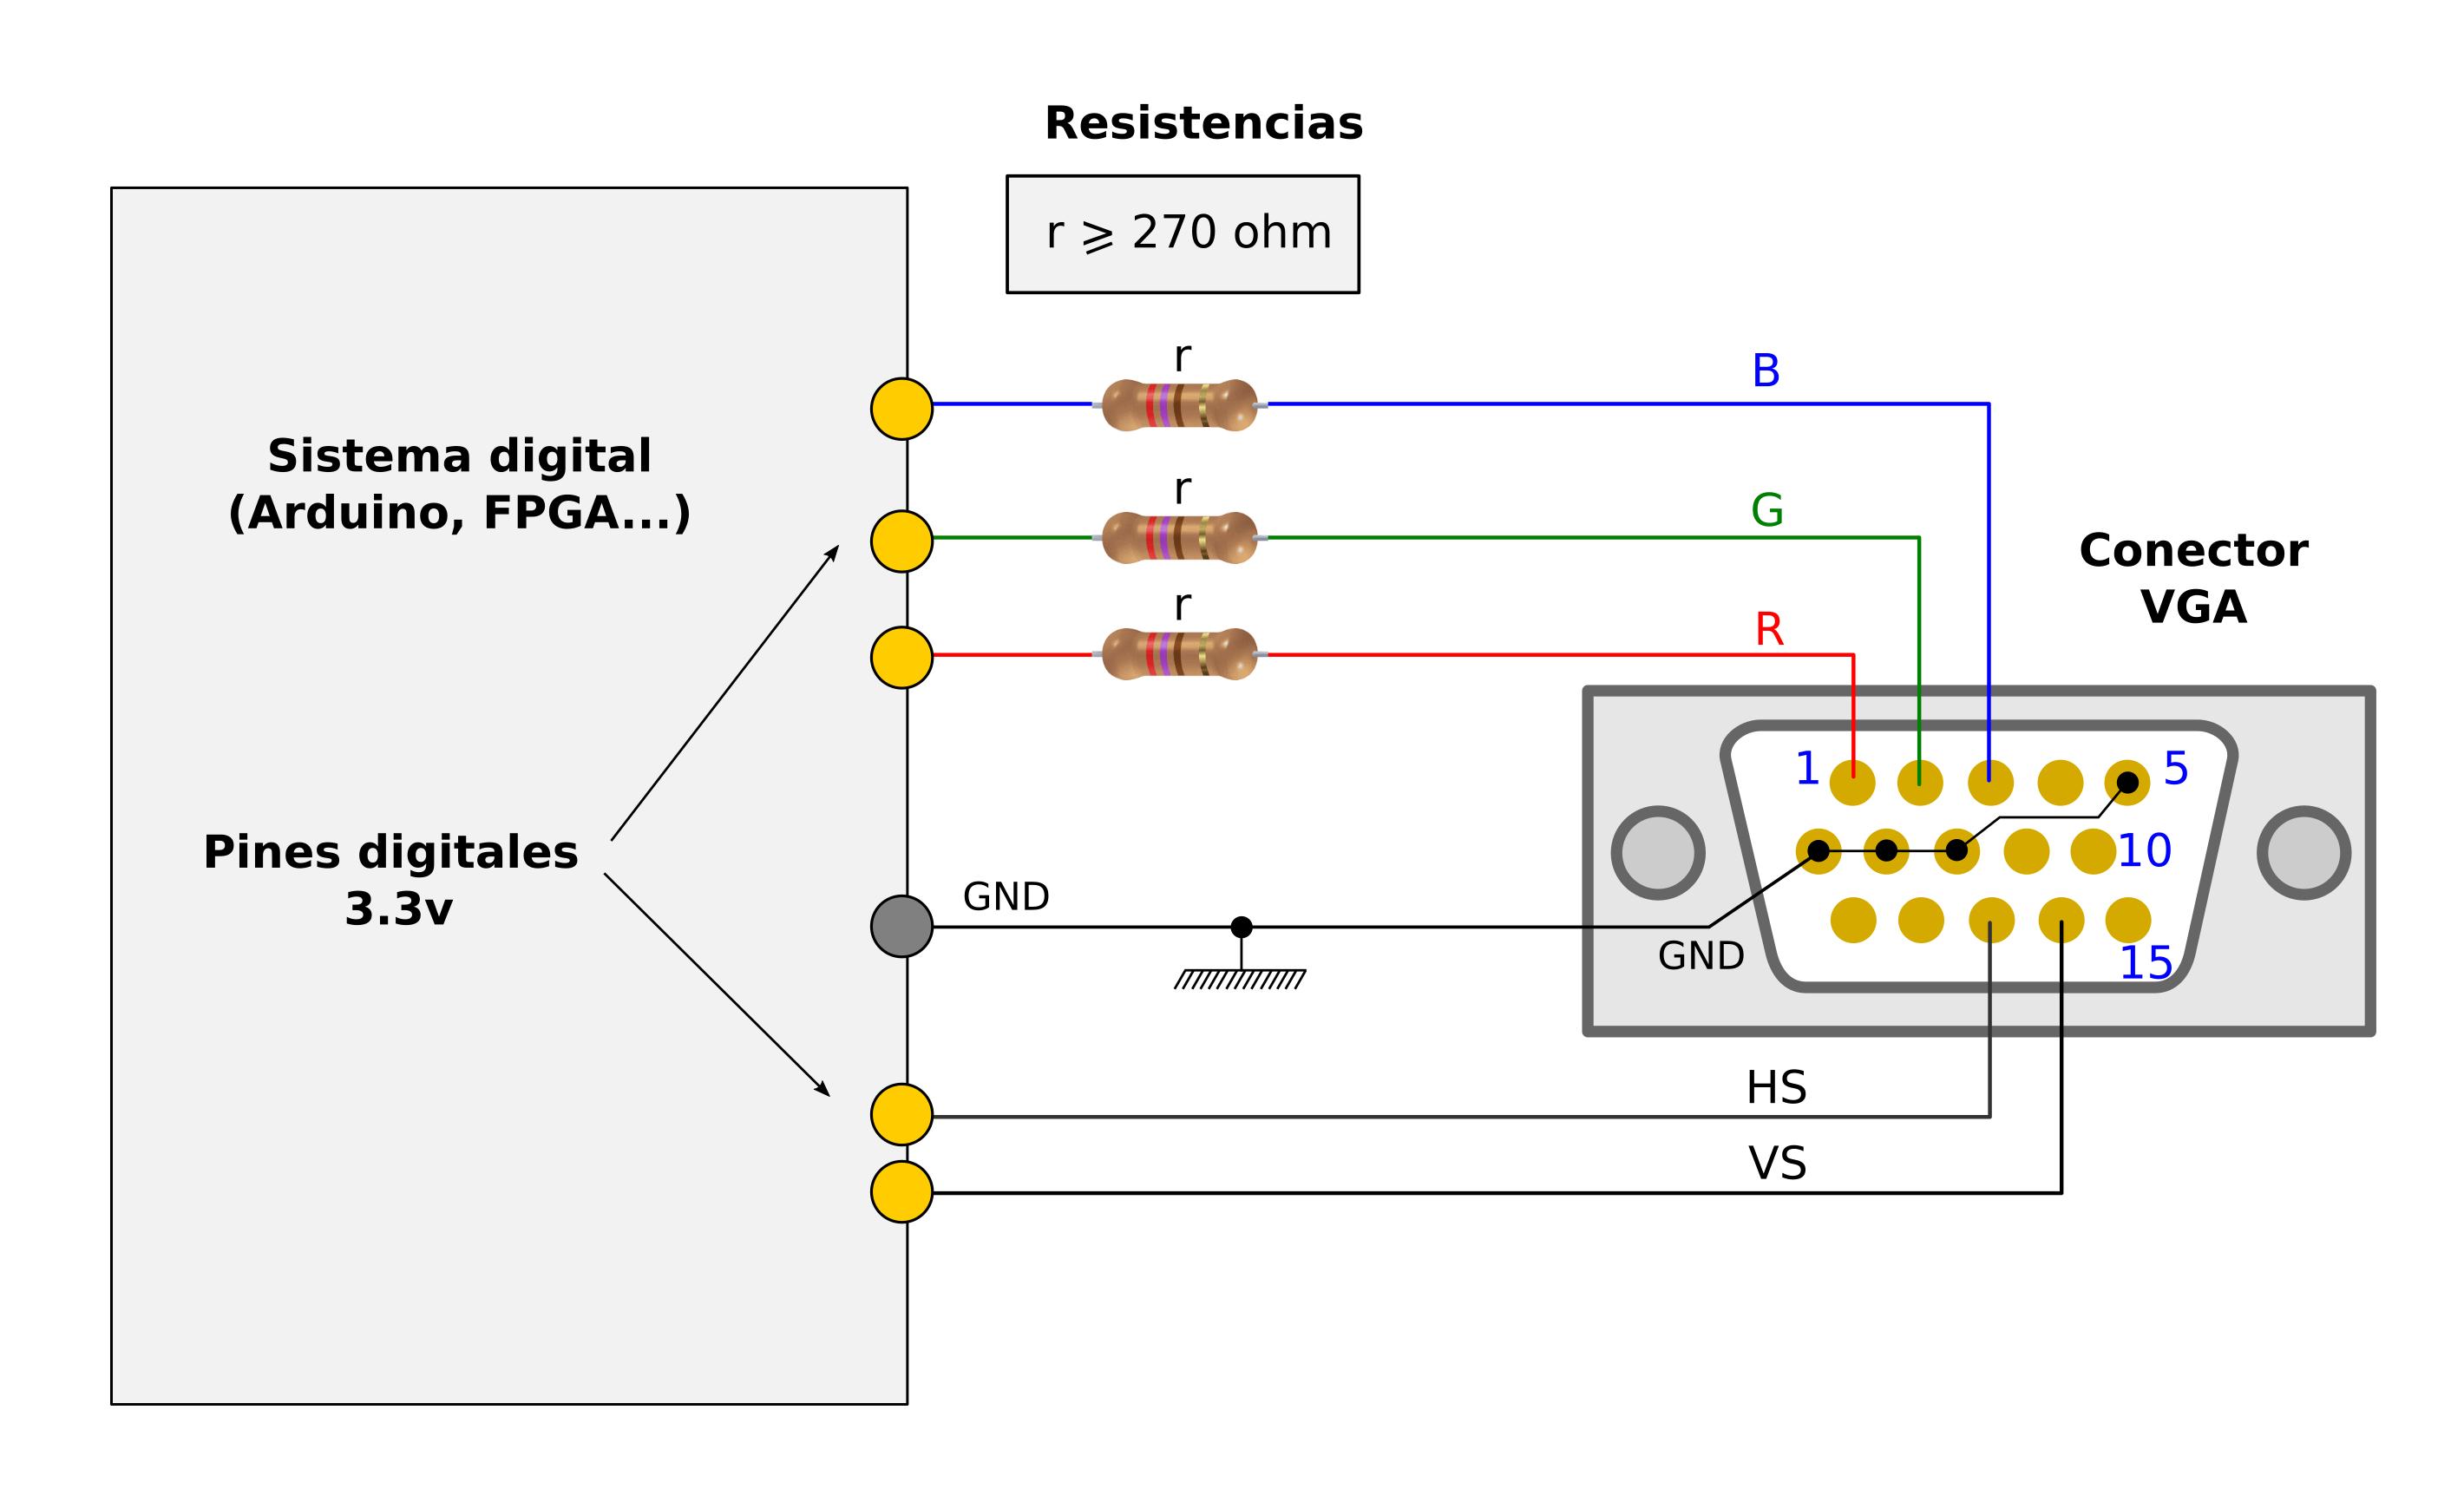 Resistencias
r ⩾ 270 ohm
r
B
Sistema digital
(Arduino, FPGA...)
r
G
Conector
VGA
r
R
1
5
Pines digitales
3.3v
10
GND
GND
15
HS
VS